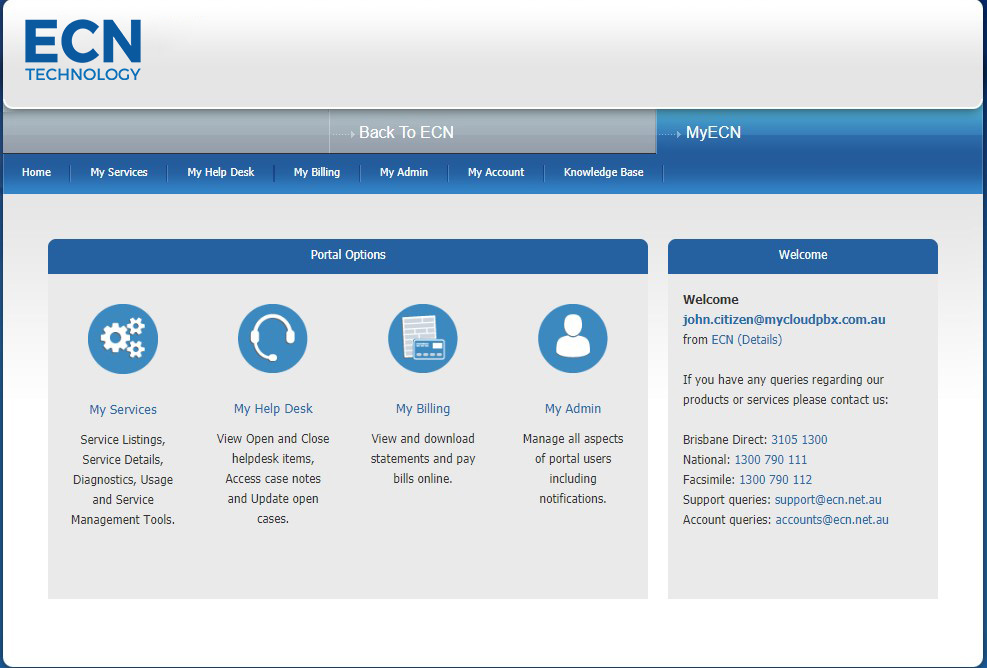 ECN
TECHNOLOGY
Back To ECN
MyECN
Home
My Services
My Help Desk
My Billing
My Admin
My Account
Knowledge Base
Portal Options
My Services
Service Listings,
Service Details,
Diagnostics, Usage
and Service
Management Tools.
My Help Desk
View Open and Close
helpdesk items,
Access case notes
and Update open
cases.
My Billing
View and download
statements and pay
bills online.
My Admin
Manage all aspects
of portal users
including
notifications.
Welcome
Welcome
john.citizen@mycloudpbx.com.au
from ECN (Details)
If you have any queries regarding our
products or services please contact us:
Brisbane Direct: 3105 1300
National: 1300 790 111
Facsimile: 1300 790 112
Support queries: support@ecn.net.au
Account queries: accounts@ecn.net.au